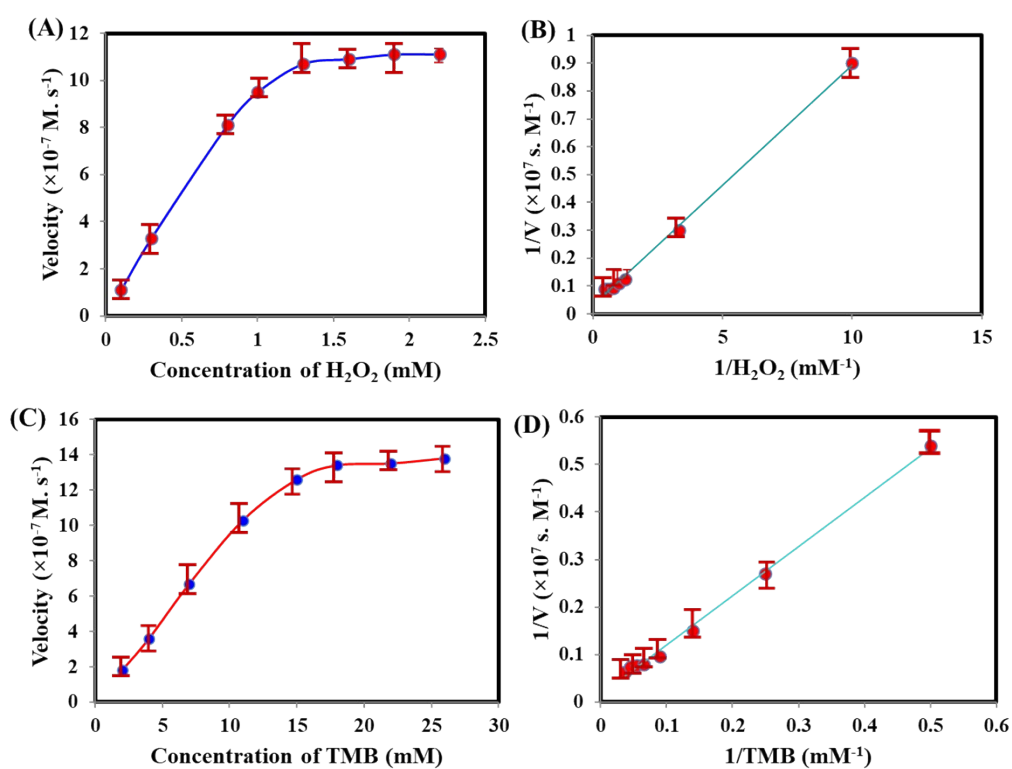 (A)
12
10
8
6
4
2
0
Velocity (×10⁻⁷ M. s⁻¹)
0 0.5 1 1.5 2 2.5
Concentration of H₂O₂ (mM)
(B)
1
0.9
0.8
0.7
0.6
0.5
0.4
0.3
0.2
0.1
0
1/V (×10⁷ s. M⁻¹)
0 5 10 15
1/H₂O₂ (mM⁻¹)
(C)
16
14
12
10
8
6
4
2
0
Velocity (×10⁻⁷ M. s⁻¹)
0 5 10 15 20 25 30
Concentration of TMB (mM)
(D)
0.6
0.5
0.4
0.3
0.2
0.1
0
1/V (×10⁷ s. M⁻¹)
0 0.1 0.2 0.3 0.4 0.5 0.6
1/TMB (mM⁻¹)